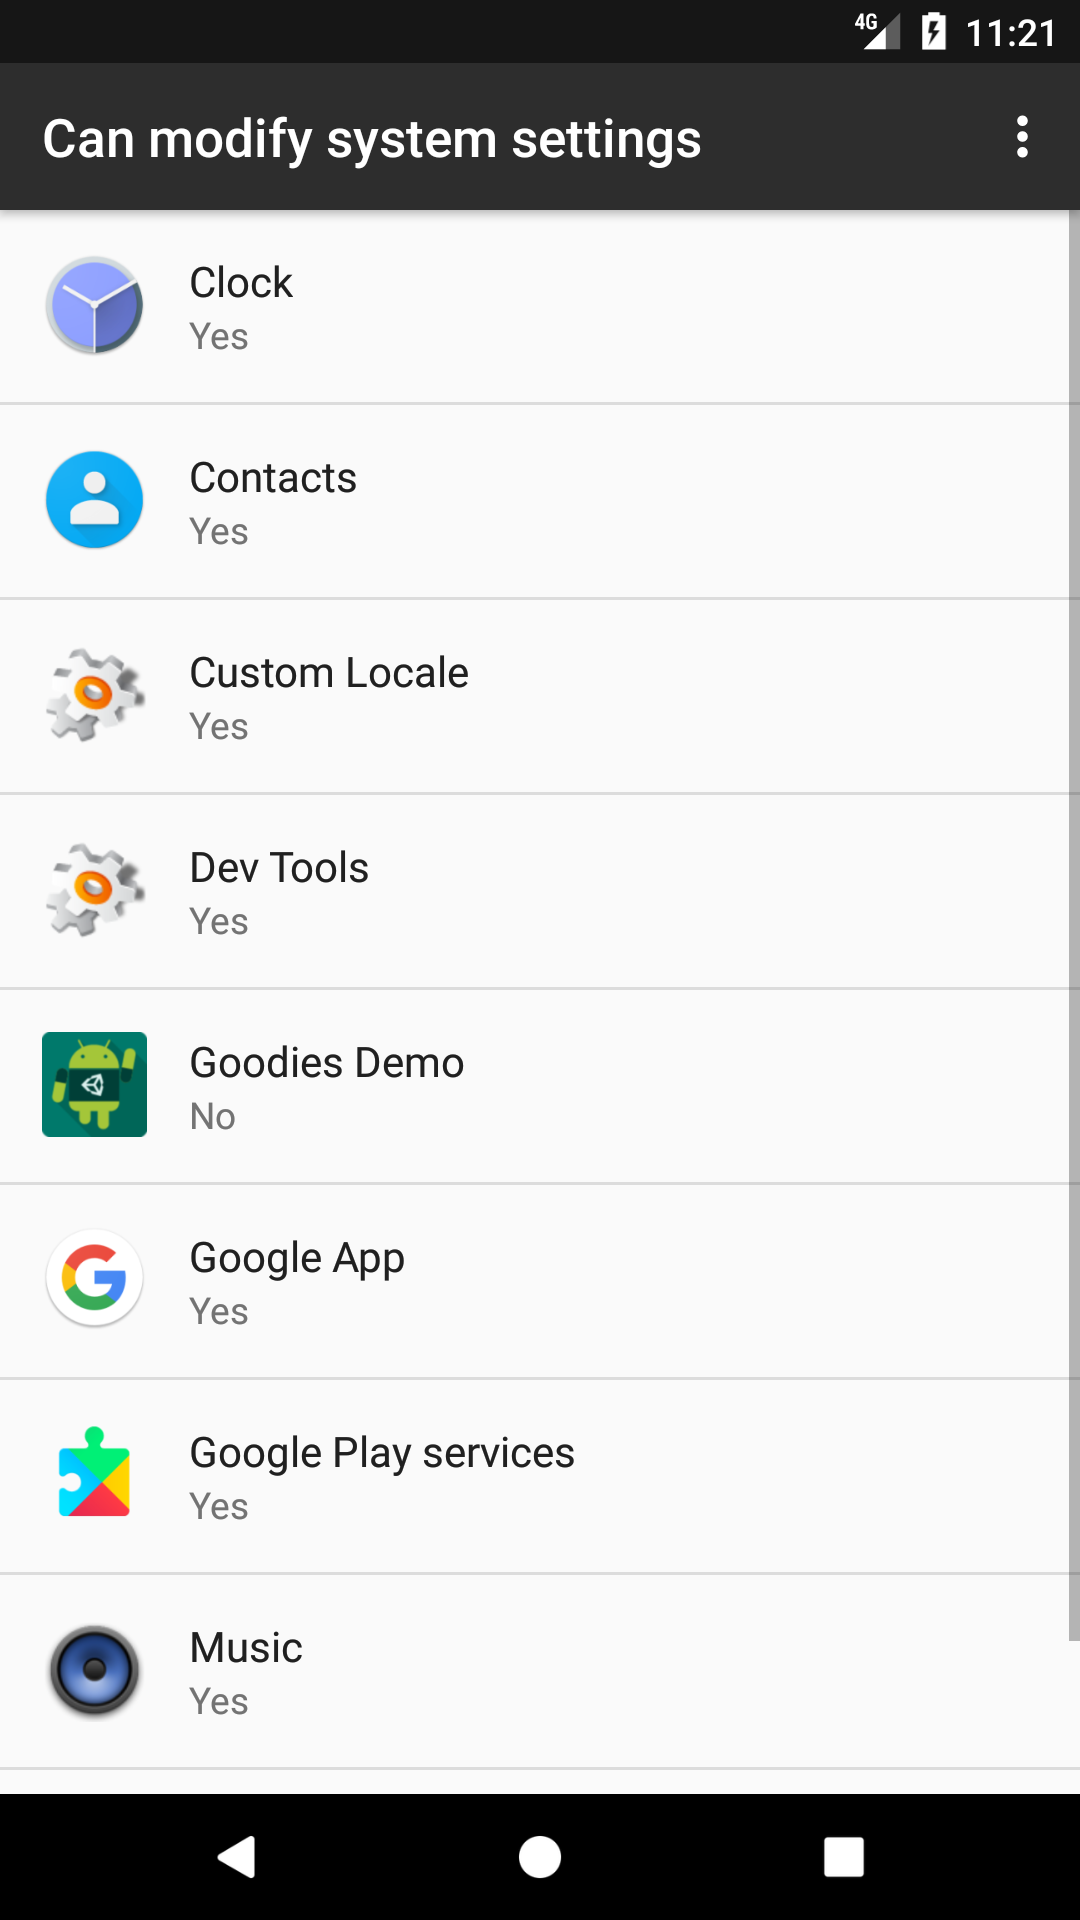 4G 11:21
Can modify system settings
Clock
Yes
Contacts
Yes
Custom Locale
Yes
Dev Tools
Yes
Goodies Demo
No
Google App
Yes
Google Play services
Yes
Music
Yes